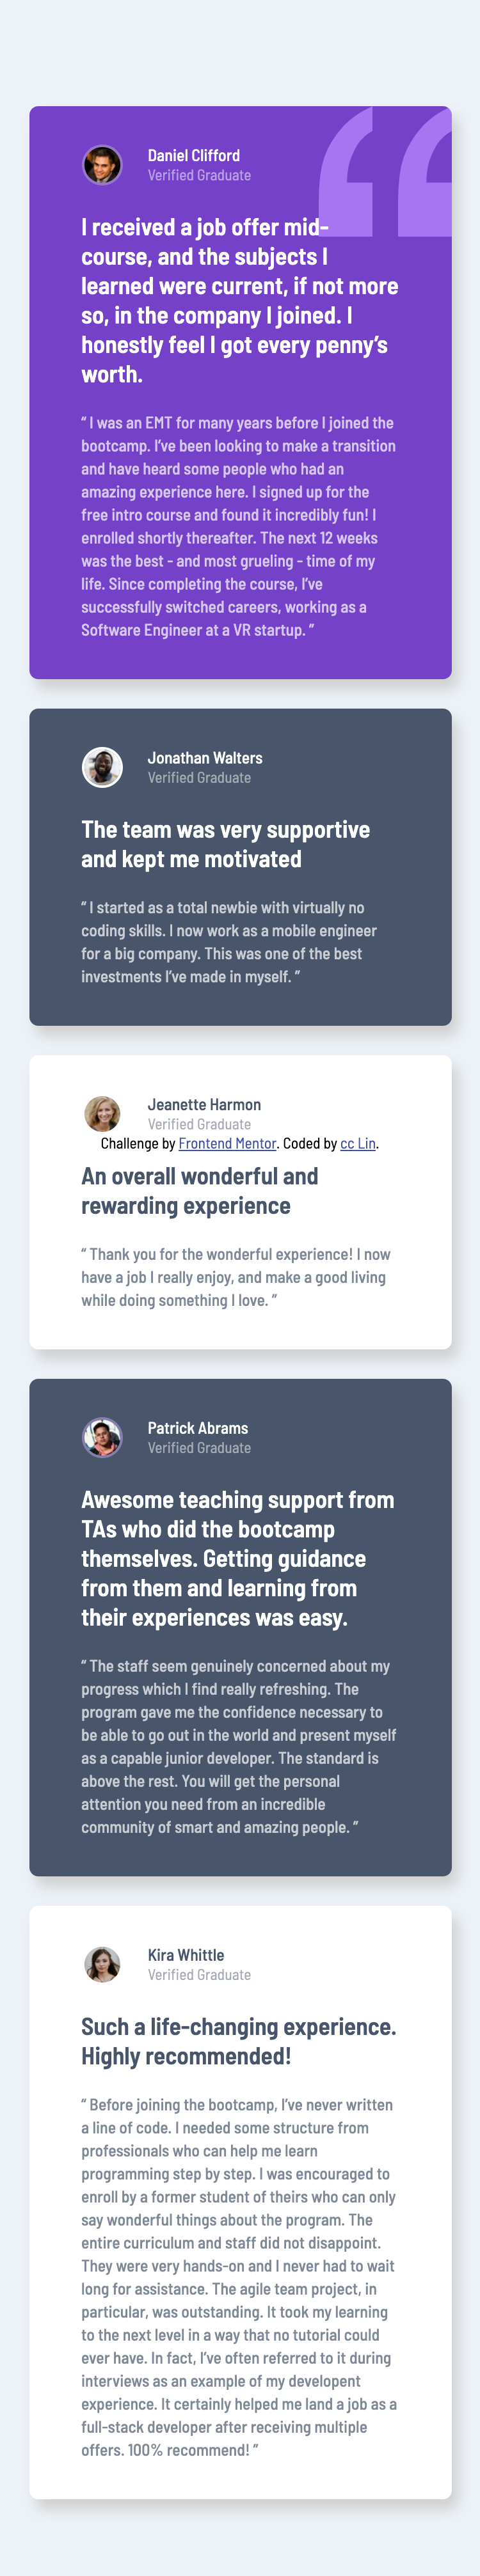 Daniel Clifford
Verified Graduate
I received a job offer mid-
course, and the subjects I
learned were current, if not more
so, in the company I joined. I
honestly feel I got every penny’s
worth.
“ I was an EMT for many years before I joined the
bootcamp. I’ve been looking to make a transition
and have heard some people who had an
amazing experience here. I signed up for the
free intro course and found it incredibly fun! I
enrolled shortly thereafter. The next 12 weeks
was the best - and most grueling - time of my
life. Since completing the course, I’ve
successfully switched careers, working as a
Software Engineer at a VR startup. ”
Jonathan Walters
Verified Graduate
The team was very supportive
and kept me motivated
“ I started as a total newbie with virtually no
coding skills. I now work as a mobile engineer
for a big company. This was one of the best
investments I’ve made in myself. ”
Jeanette Harmon
Verified Graduate
Challenge by Frontend Mentor. Coded by cc Lin.
An overall wonderful and
rewarding experience
“ Thank you for the wonderful experience! I now
have a job I really enjoy, and make a good living
while doing something I love. ”
Patrick Abrams
Verified Graduate
Awesome teaching support from
TAs who did the bootcamp
themselves. Getting guidance
from them and learning from
their experiences was easy.
“ The staff seem genuinely concerned about my
progress which I find really refreshing. The
program gave me the confidence necessary to
be able to go out in the world and present myself
as a capable junior developer. The standard is
above the rest. You will get the personal
attention you need from an incredible
community of smart and amazing people. ”
Kira Whittle
Verified Graduate
Such a life-changing experience.
Highly recommended!
“ Before joining the bootcamp, I’ve never written
a line of code. I needed some structure from
professionals who can help me learn
programming step by step. I was encouraged to
enroll by a former student of theirs who can only
say wonderful things about the program. The
entire curriculum and staff did not disappoint.
They were very hands-on and I never had to wait
long for assistance. The agile team project, in
particular, was outstanding. It took my learning
to the next level in a way that no tutorial could
ever have. In fact, I’ve often referred to it during
interviews as an example of my developent
experience. It certainly helped me land a job as a
full-stack developer after receiving multiple
offers. 100% recommend! ”